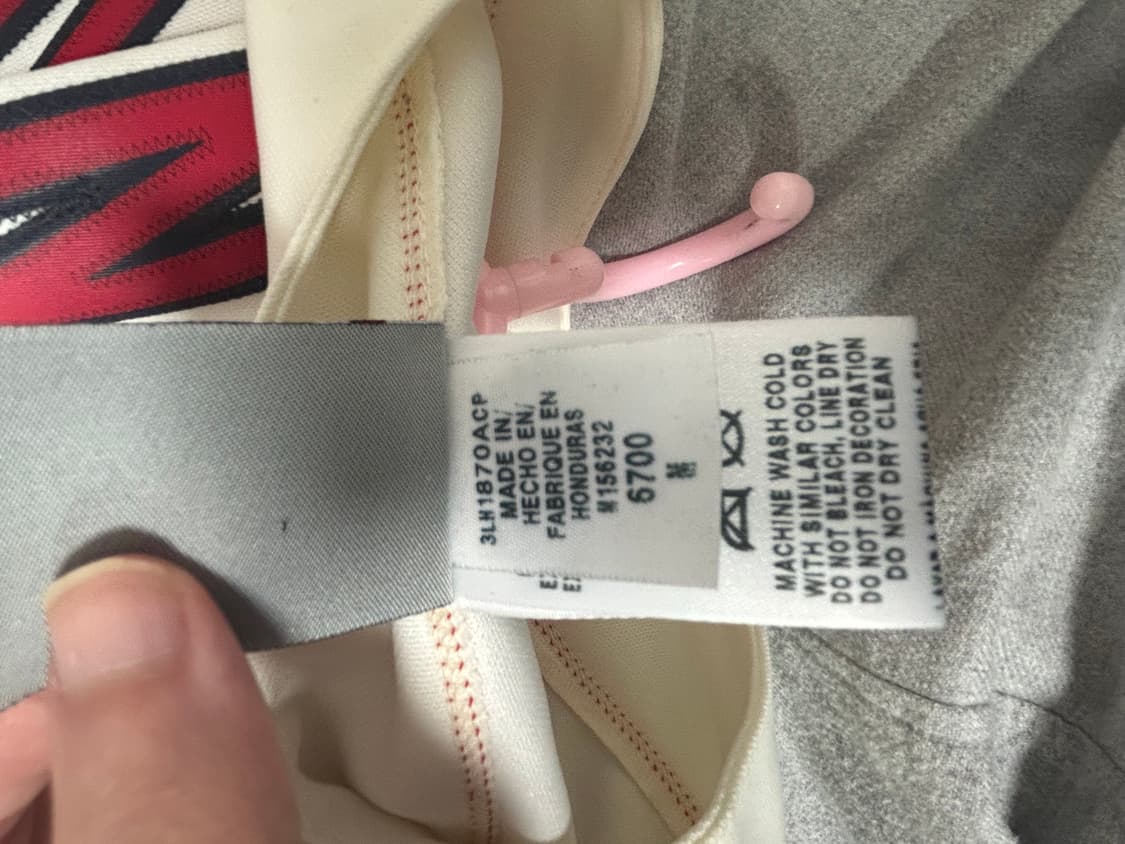 3LH1870ACP
MADE IN/
HECHO EN/
FABRIQUE EN
HONDURAS
M156232
6700
M
MACHINE WASH COLD
WITH SIMILAR COLORS
DO NOT BLEACH, LINE DRY
DO NOT IRON DECORATION
DO NOT DRY CLEAN